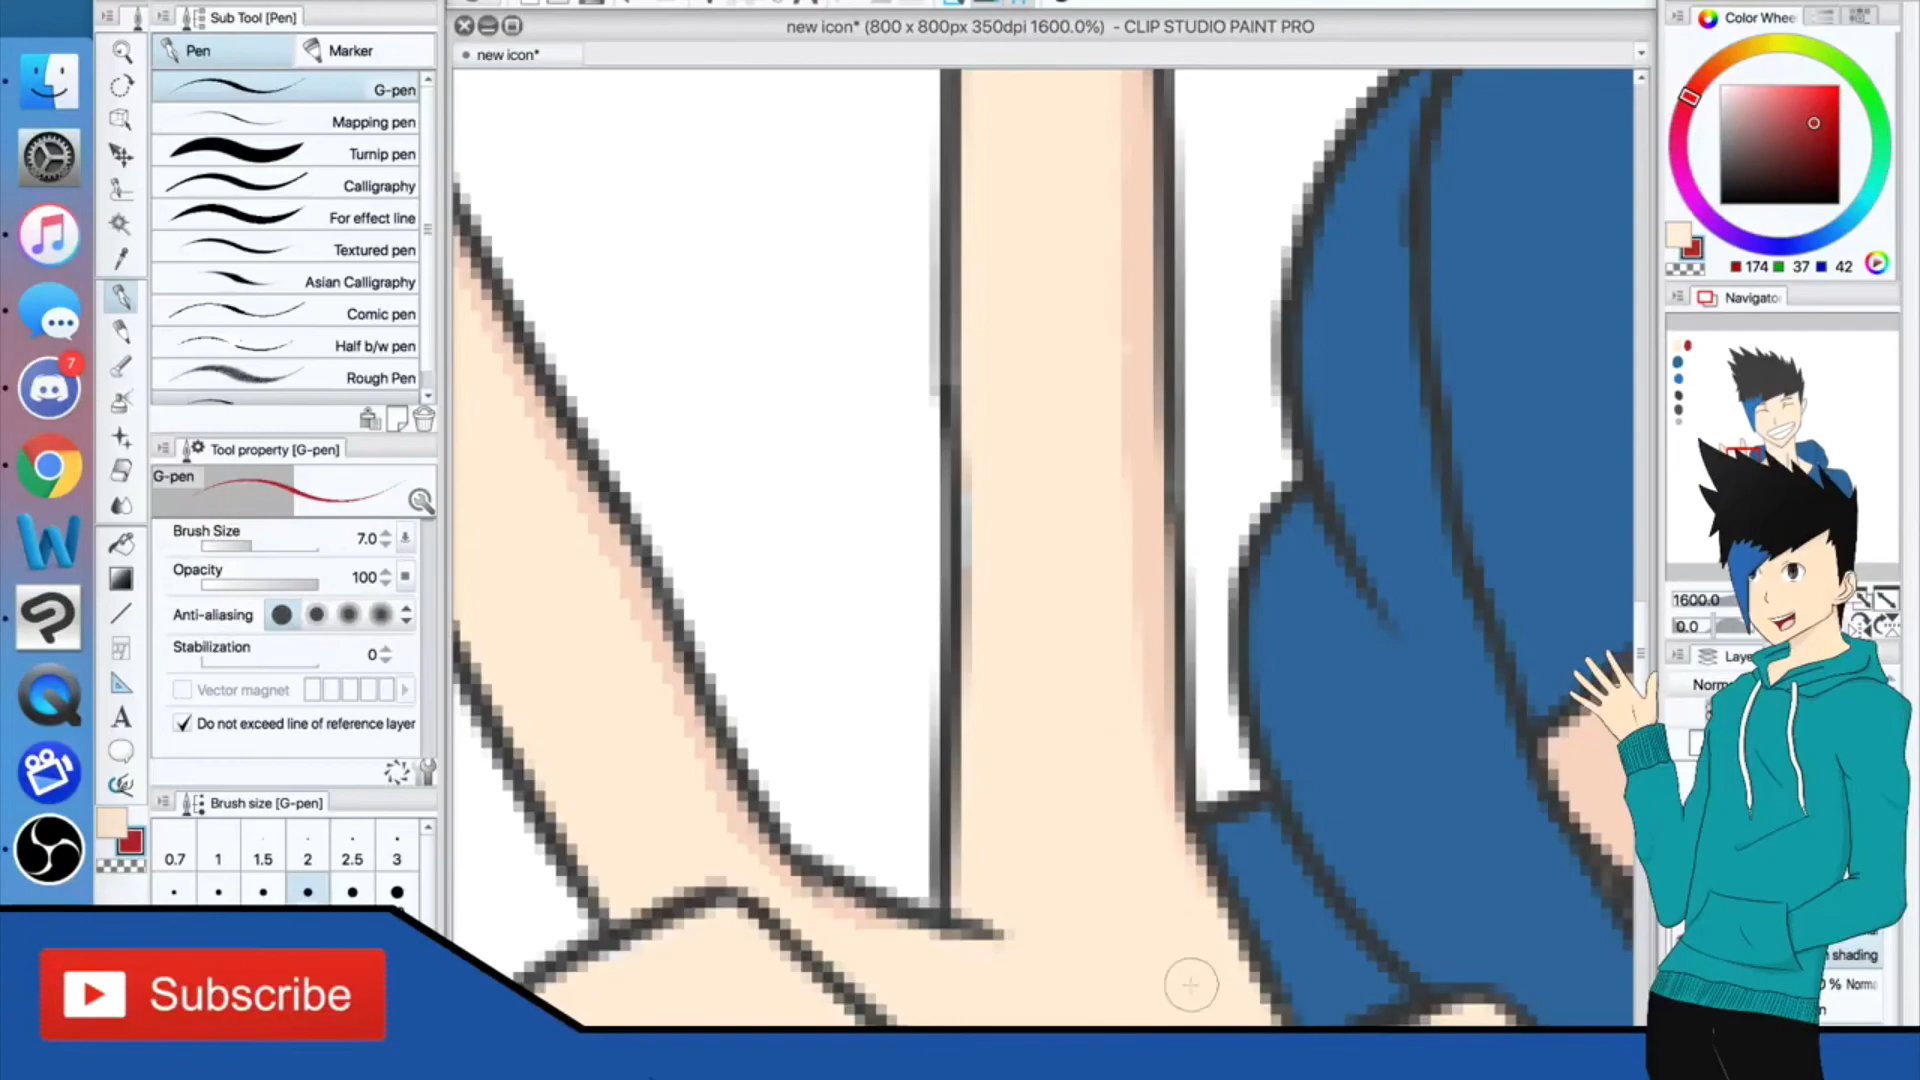 Sub Tool [Pen]
new icon* (800 x 800px 350dpi 1600.0%) - CLIP STUDIO PAINT PRO
Color Whee
Pen
Marker
new icon*
G-pen
Mapping pen
Turnip pen
Calligraphy
For effect line
Textured pen
Asian Calligraphy
Comic pen
Half b/w pen
Rough Pen
174 37 42
Navigato
7
Tool property [G-pen]
G-pen
Brush Size 7.0
Opacity 100
Anti-aliasing
Stabilization 0
Vector magnet
Do not exceed line of reference layer
1600.0
0.0
Laye
Norm
Brush size [G-pen]
0.7 1 1.5 2 2.5 3
shading
% Norma
Subscribe
W
A